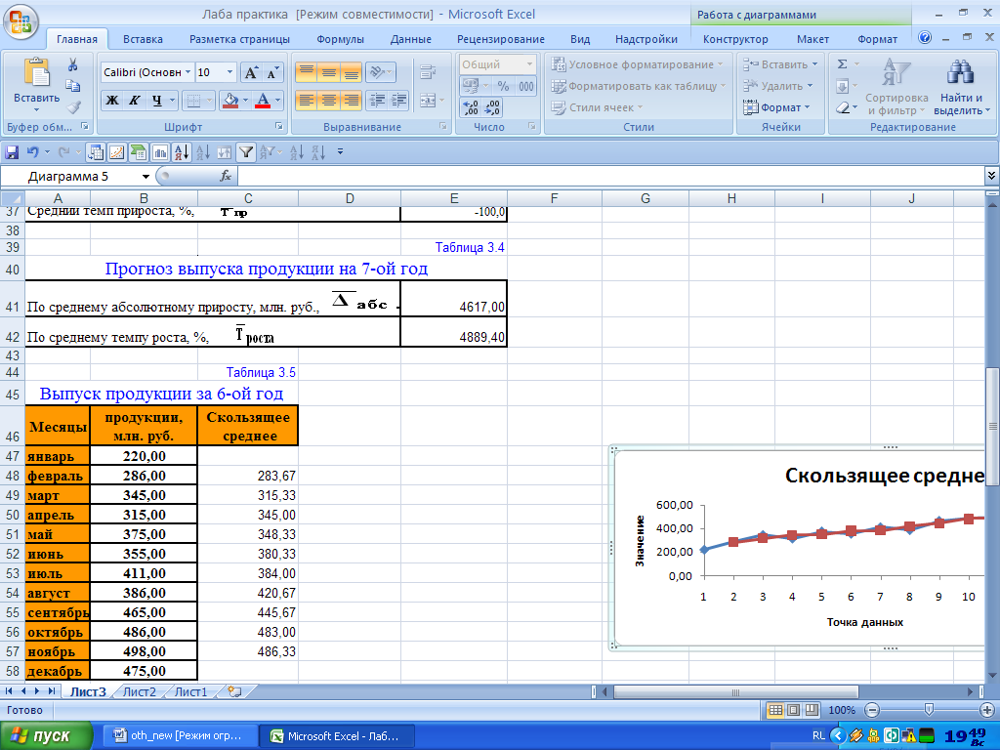 Лаба практика [Режим совместимости] - Microsoft Excel
Работа с диаграммами
Главная Вставка Разметка страницы Формулы Данные Рецензирование Вид Надстройки Конструктор Макет Формат
Вставить
Calibri (Основн 10
Ж К Ч
Общий
% 000
Условное форматирование
Форматировать как таблицу
Стили ячеек
Вставить
Удалить
Формат
Сортировка и фильтр
Найти и выделить
Буфер обм... Шрифт Выравнивание Число Стили Ячейки Редактирование
Диаграмма 5 fx
A B C D E F G H I J
37 Средний темп прироста, %, T пр -100,0
38
39 Таблица 3.4
40 Прогноз выпуска продукции на 7-ой год
41 По среднему абсолютному приросту, млн. руб., Δ абс 4617,00
42 По среднему темпу роста, %, T роста 4889,40
43
44 Таблица 3.5
45 Выпуск продукции за 6-ой год
46 Месяцы продукции, млн. руб. Скользящее среднее
47 январь 220,00
48 февраль 286,00 283,67
49 март 345,00 315,33
50 апрель 315,00 345,00
51 май 375,00 348,33
52 июнь 355,00 380,33
53 июль 411,00 384,00
54 август 386,00 420,67
55 сентябрь 465,00 445,67
56 октябрь 486,00 483,00
57 ноябрь 498,00 486,33
58 декабрь 475,00
Скользящее средне
Значение
600,00
400,00
200,00
0,00
1 2 3 4 5 6 7 8 9 10
Точка данных
Лист3 Лист2 Лист1
Готово 100%
пуск oth_new [Режим огр... Microsoft Excel - Лаб... RL 19 49 Вс